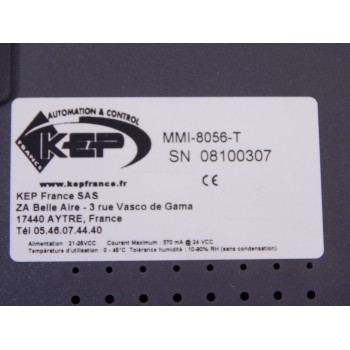 AUTOMATION & CONTROL
KEP
FRANCE
www.kepfrance.fr
MMI-8056-T
SN 08100307
CE
KEP France SAS
ZA Belle Aire - 3 rue Vasco de Gama
17440 AYTRE, France
Tél 05.46.07.44.40
Alimentation : 21-26VCC Courant Maximum : 370 mA @ 24 VCC
Température d'utilisation : 0 - 45°C Tolérance humidité : 10-90% RH (sans condensation)